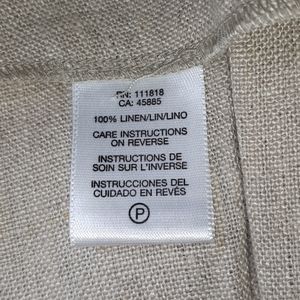 RN: 111818
CA: 45885
100% LINEN/LIN/LINO
CARE INSTRUCTIONS
ON REVERSE
INSTRUCTIONS DE
SOIN SUR L'INVERSE
INSTRUCCIONES DEL
CUIDADO EN REVÉS
P